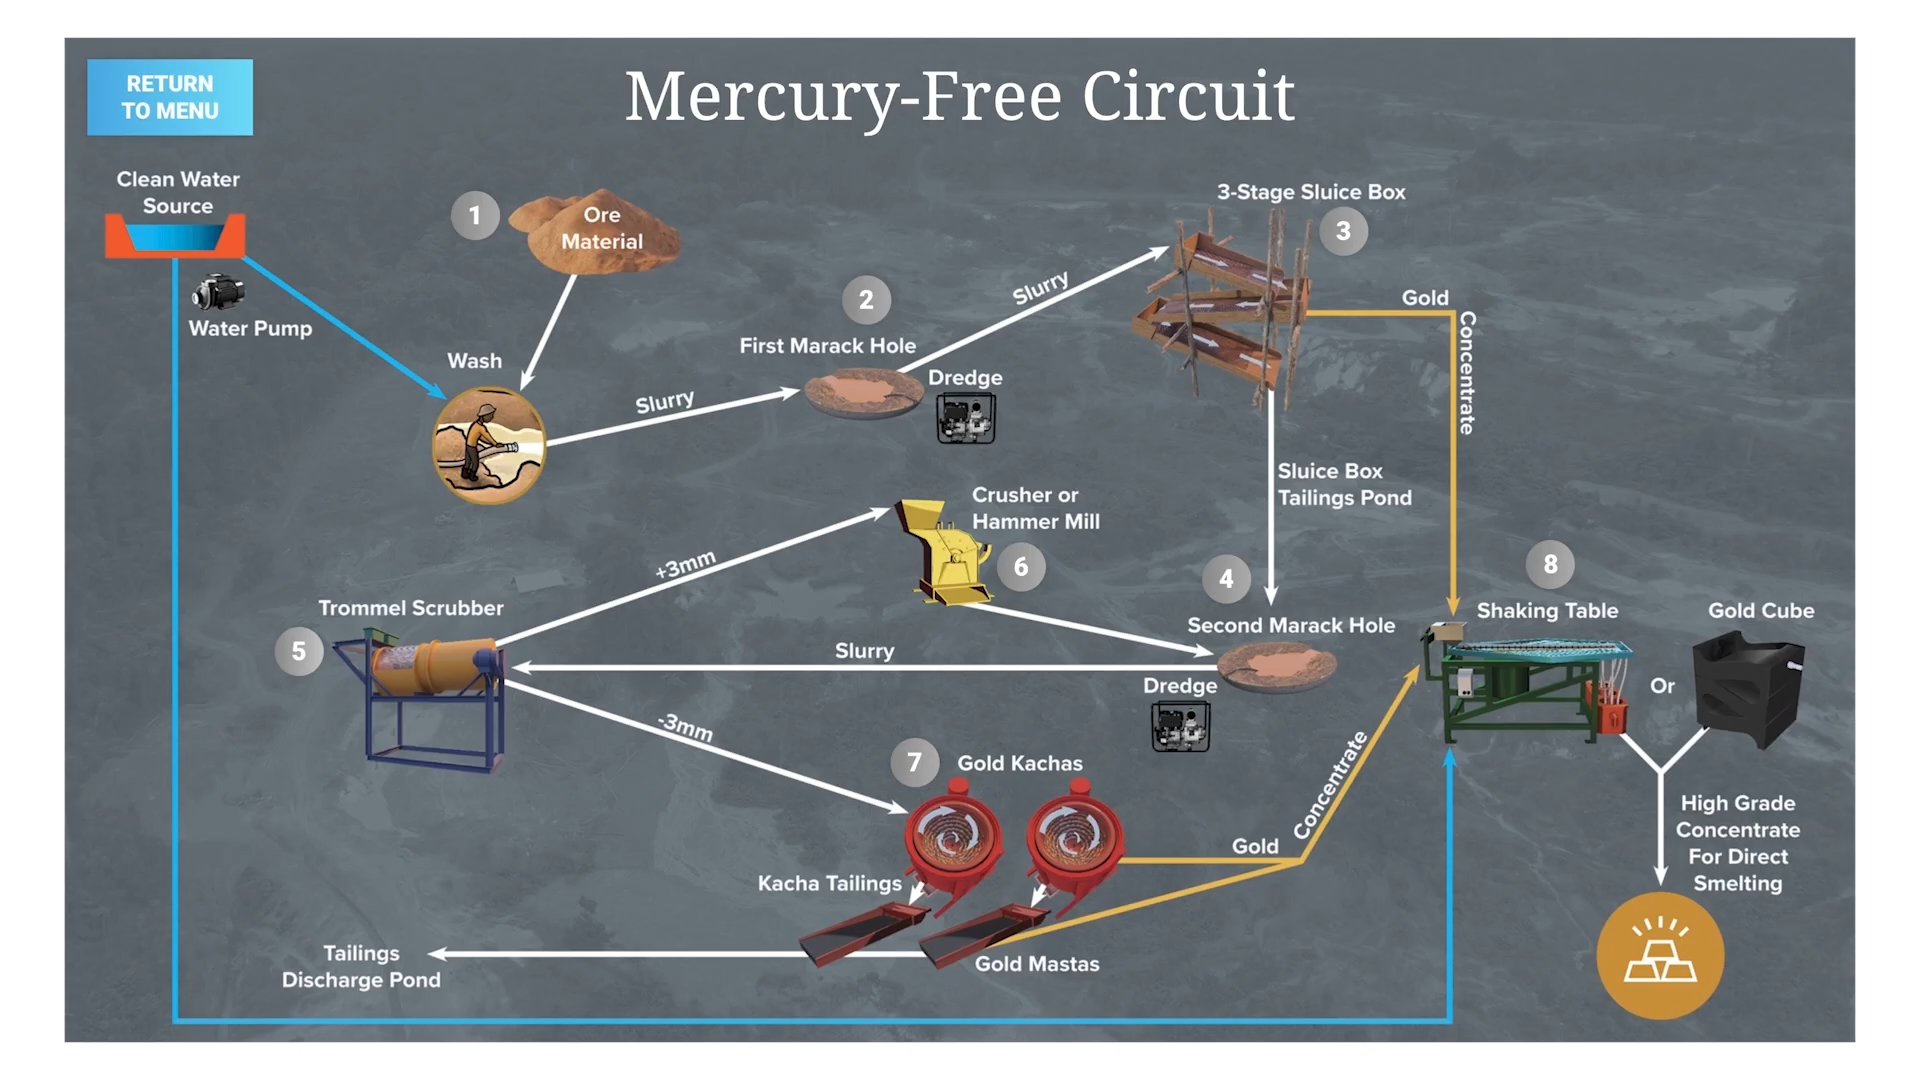 RETURN
TO MENU
Mercury-Free Circuit
Clean Water
Source
Water Pump
1
Ore
Material
Wash
Slurry
2
First Marack Hole
Dredge
Slurry
3-Stage Sluice Box
3
Gold
Concentrate
Sluice Box
Tailings Pond
Crusher or
Hammer Mill
6
+3mm
4
Second Marack Hole
Dredge
Slurry
Trommel Scrubber
5
-3mm
7
Gold Kachas
Kacha Tailings
Gold Mastas
Gold
Concentrate
Tailings
Discharge Pond
8
Shaking Table
Or
Gold Cube
High Grade
Concentrate
For Direct
Smelting